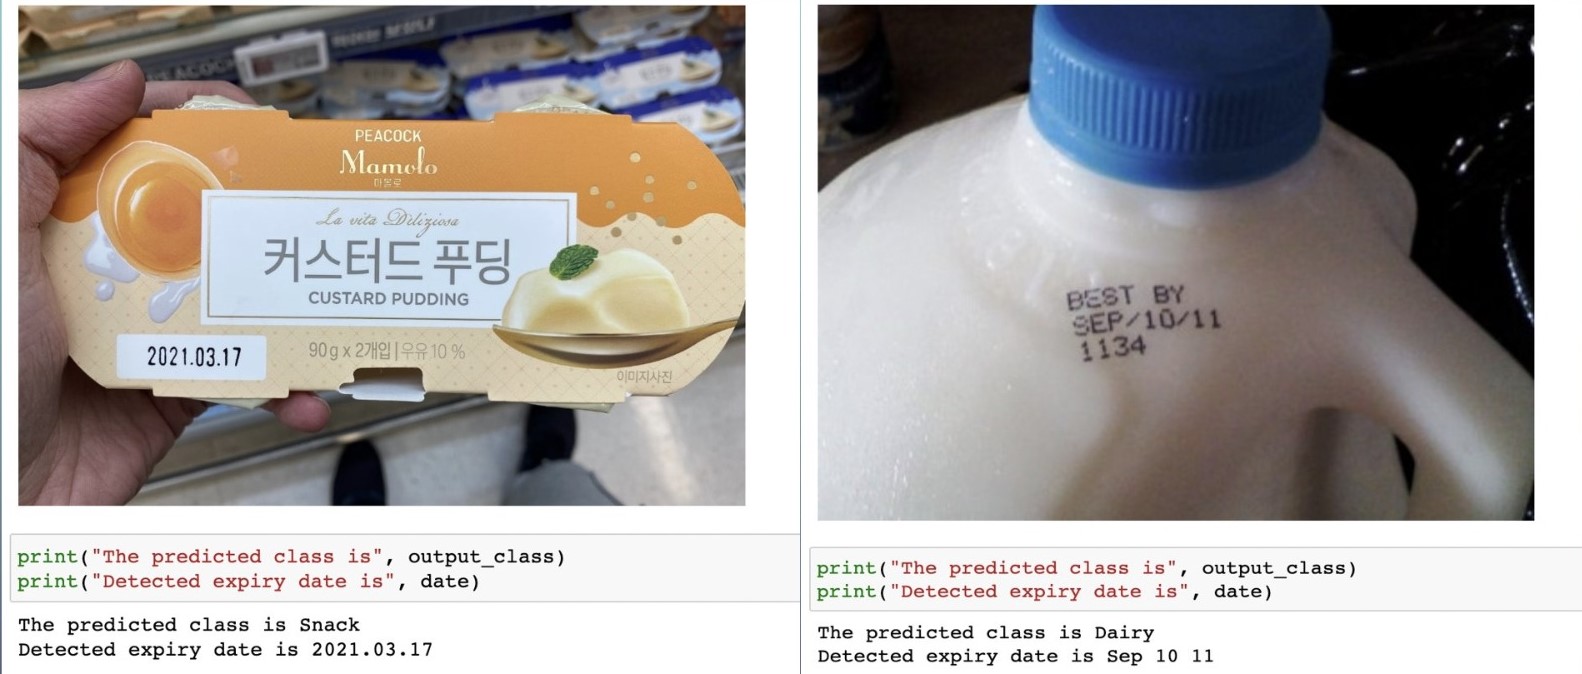 PEACOCK
Mamolo
마몰로
La vita Deliziosa
커스터드 푸딩
CUSTARD PUDDING
2021.03.17
90g x 2개입|우유10 %
이미지사진
print("The predicted class is", output_class)
print("Detected expiry date is", date)
The predicted class is Snack
Detected expiry date is 2021.03.17
BEST BY
SEP/10/11
1134
print("The predicted class is", output_class)
print("Detected expiry date is", date)
The predicted class is Dairy
Detected expiry date is Sep 10 11